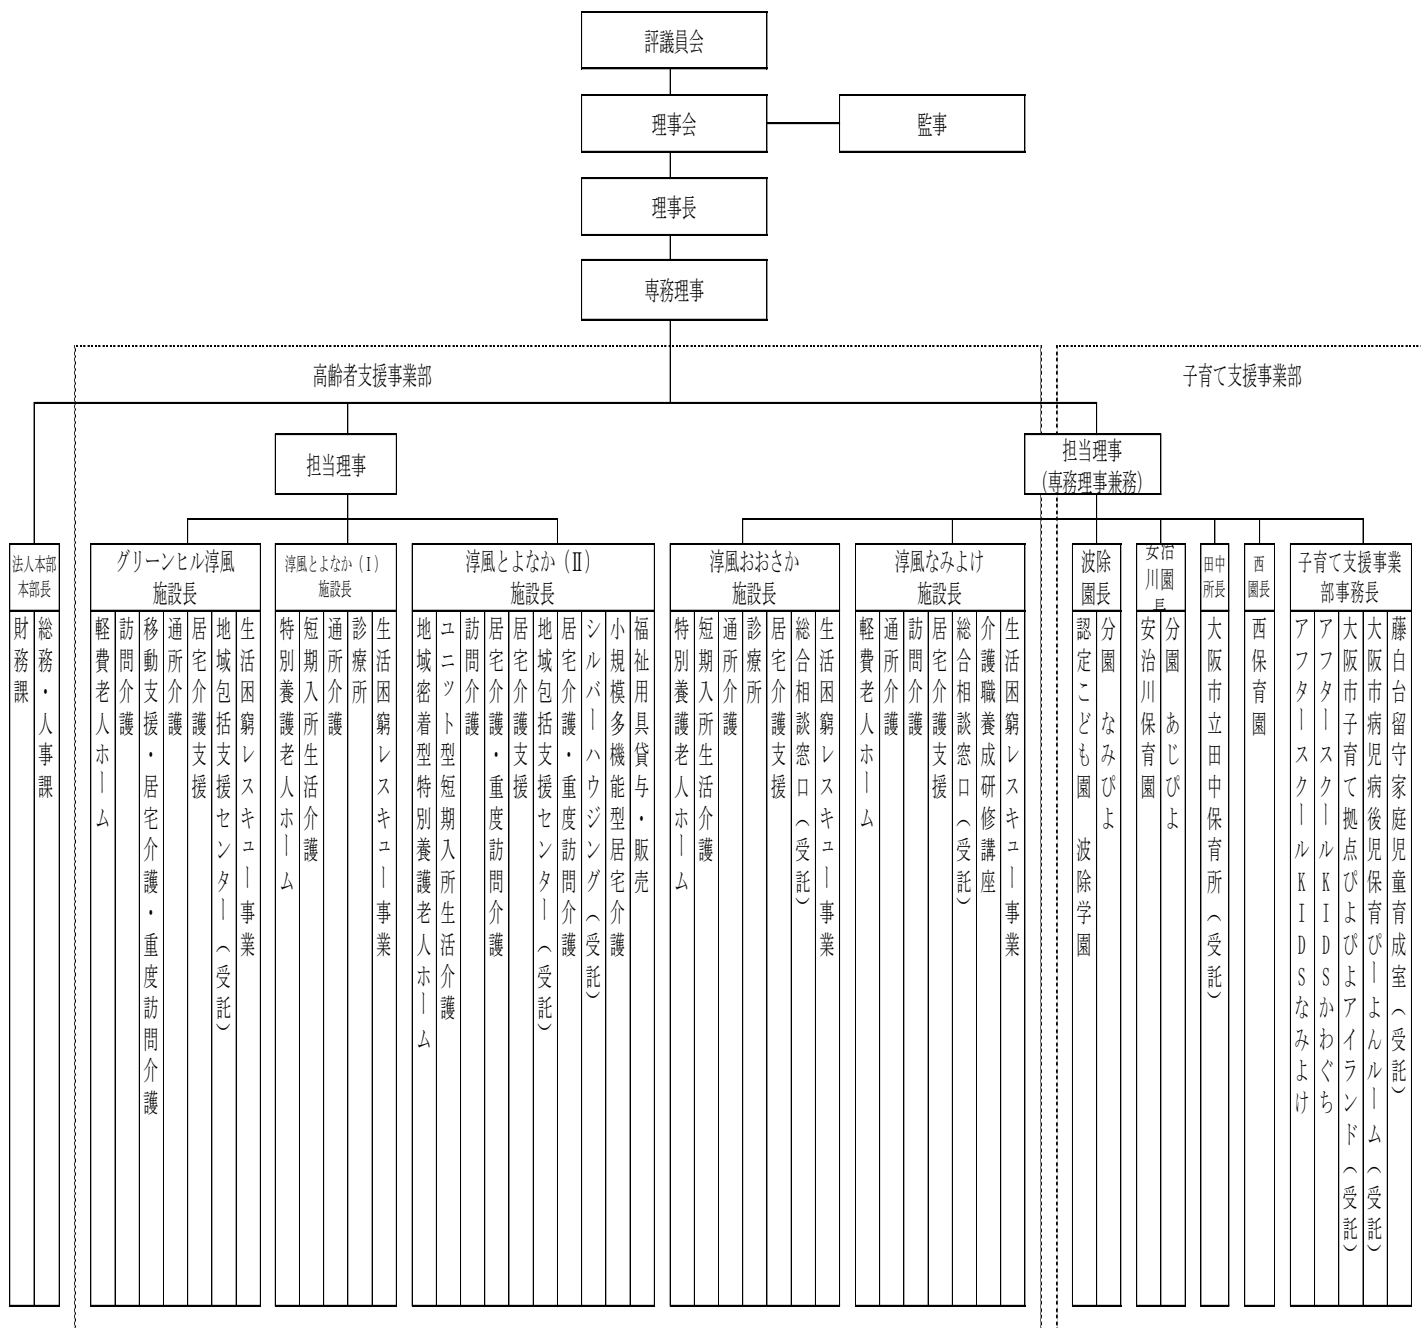 評議員会
理事会
監事
理事長
専務理事
高齢者支援事業部
子育て支援事業部
担当理事
担当理事
(専務理事兼務)
法人本部
本部長
財務課
総務・人事課
グリーンヒル淳風
施設長
軽費老人ホーム
訪問介護
移動支援・居宅介護・重度訪問介護
通所介護
居宅介護支援
地域包括支援センター(受託)
生活困窮レスキュー事業
淳風とよなか(Ⅰ)
施設長
特別養護老人ホーム
短期入所生活介護
通所介護
診療所
生活困窮レスキュー事業
淳風とよなか(Ⅱ)
施設長
地域密着型特別養護老人ホーム
ユニット型短期入所生活介護
訪問介護
居宅介護・重度訪問介護
居宅介護支援
地域包括支援センター(受託)
居宅介護・重度訪問介護
シルバーハウジング(受託)
小規模多機能型居宅介護
福祉用具貸与・販売
淳風おおさか
施設長
特別養護老人ホーム
短期入所生活介護
通所介護
診療所
居宅介護支援
総合相談窓口(受託)
生活困窮レスキュー事業
淳風なみよけ
施設長
軽費老人ホーム
通所介護
訪問介護
居宅介護支援
総合相談窓口(受託)
介護職養成研修講座
生活困窮レスキュー事業
波除
園長
認定こども園 波除学園
分園 なみぴよ
安治
川園
長
安治川保育園
分園 あじぴよ
田中
所長
大阪市立田中保育所(受託)
西
園長
西保育園
子育て支援事業
部事務長
アフタースクールKIDSなみよけ
アフタースクールKIDSかわぐち
大阪市子育て拠点ぴよぴよアイランド(受託)
大阪市病児病後児保育ぴーよんルーム(受託)
藤白台留守家庭児童育成室(受託)